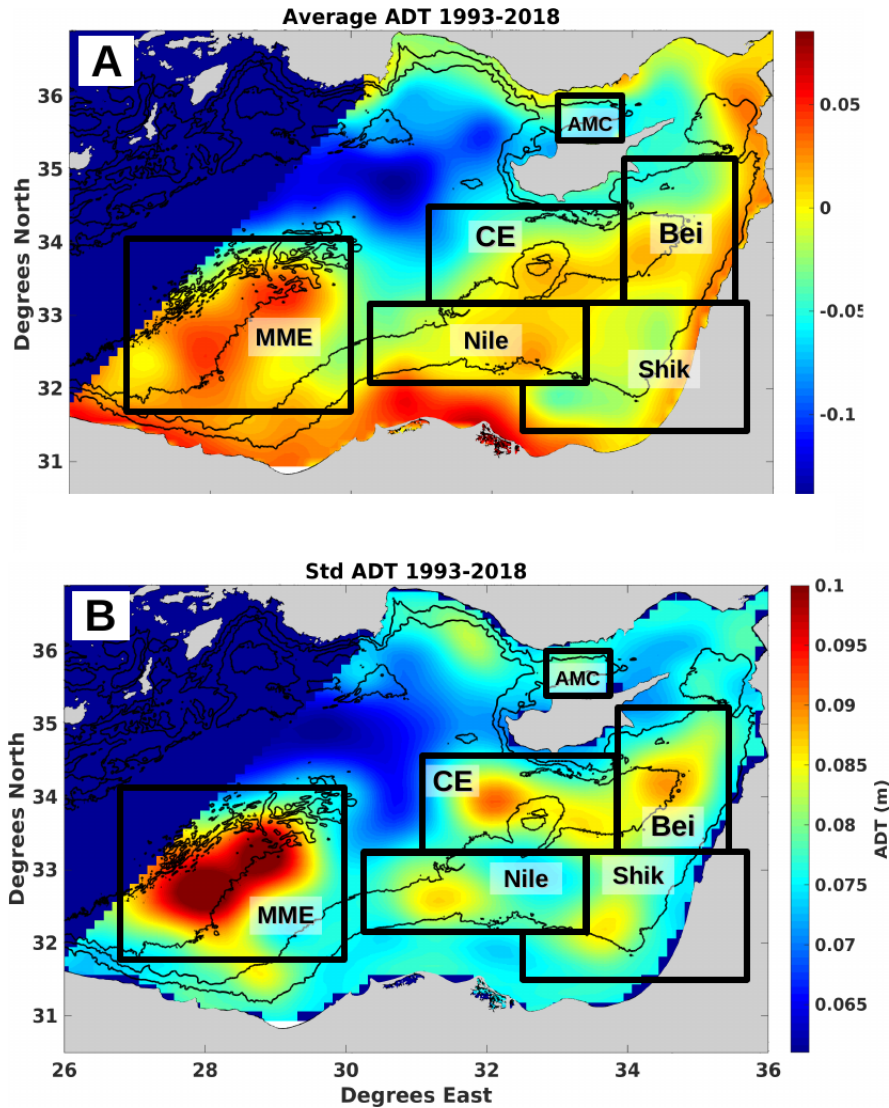 Average ADT 1993-2018
A
AMC
CE
Bei
MME
Nile
Shik
36
35
34
33
32
31
Degrees North
0.05
0
-0.05
-0.1
Std ADT 1993-2018
B
AMC
CE
Bei
Nile
Shik
MME
36
35
34
33
32
31
Degrees North
26
28
30
32
34
36
Degrees East
0.1
0.095
0.09
0.085
0.08
0.075
0.07
0.065
ADT (m)